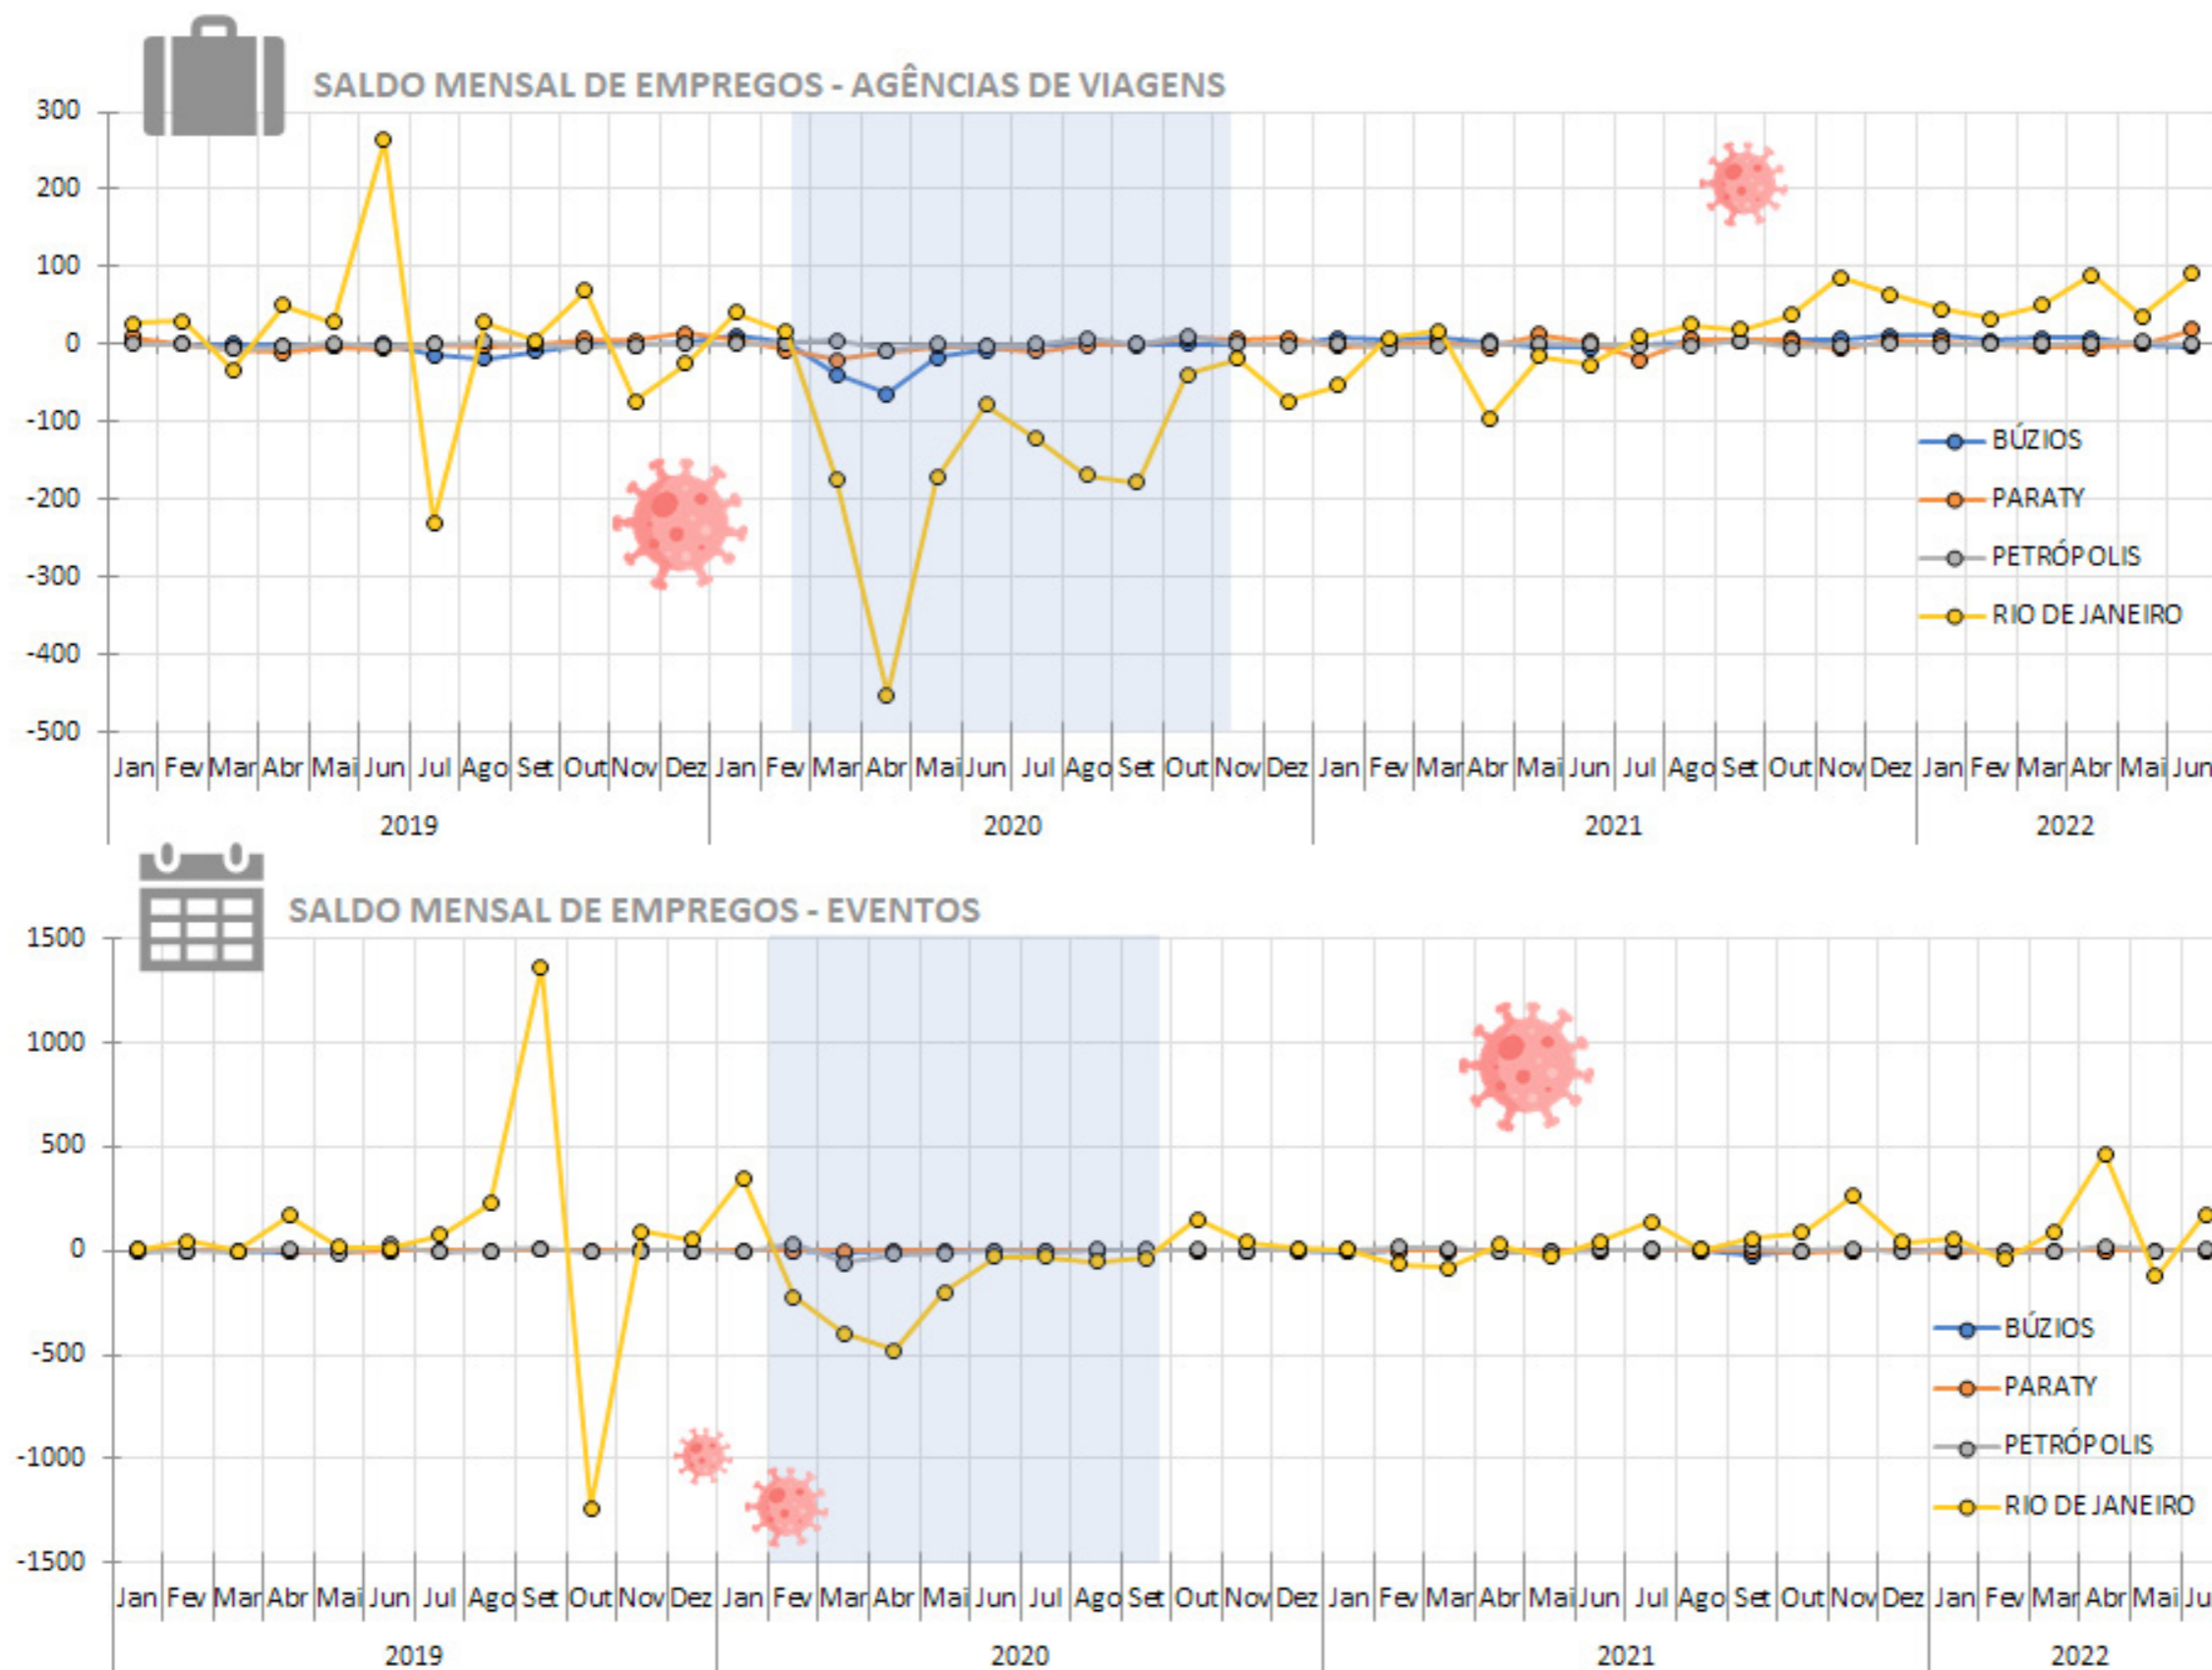 SALDO MENSAL DE EMPREGOS - AGÊNCIAS DE VIAGENS
300
200
100
0
-100
-200
-300
-400
-500
BÚZIOS
PARATY
PETRÓPOLIS
RIO DE JANEIRO
Jan Fev Mar Abr Mai Jun Jul Ago Set Out Nov Dez Jan Fev Mar Abr Mai Jun Jul Ago Set Out Nov Dez Jan Fev Mar Abr Mai Jun Jul Ago Set Out Nov Dez Jan Fev Mar Abr Mai Jun
2019 2020 2021 2022
SALDO MENSAL DE EMPREGOS - EVENTOS
1500
1000
500
0
-500
-1000
-1500
BÚZIOS
PARATY
PETRÓPOLIS
RIO DE JANEIRO
Jan Fev Mar Abr Mai Jun Jul Ago Set Out Nov Dez Jan Fev Mar Abr Mai Jun Jul Ago Set Out Nov Dez Jan Fev Mar Abr Mai Jun Jul Ago Set Out Nov Dez Jan Fev Mar Abr Mai Ju
2019 2020 2021 2022